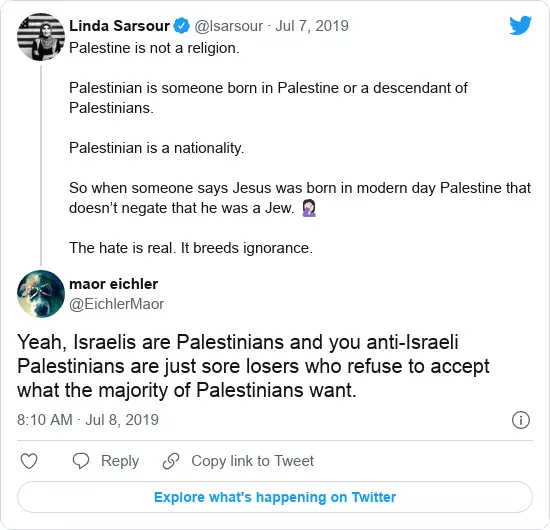 Linda Sarsour @lsarsour · Jul 7, 2019
Palestine is not a religion.
Palestinian is someone born in Palestine or a descendant of
Palestinians.
Palestinian is a nationality.
So when someone says Jesus was born in modern day Palestine that
doesn't negate that he was a Jew. 🤦🏻‍♀️
The hate is real. It breeds ignorance.
maor eichler
@EichlerMaor
Yeah, Israelis are Palestinians and you anti-Israeli
Palestinians are just sore losers who refuse to accept
what the majority of Palestinians want.
8:10 AM · Jul 8, 2019
Reply Copy link to Tweet
Explore what's happening on Twitter